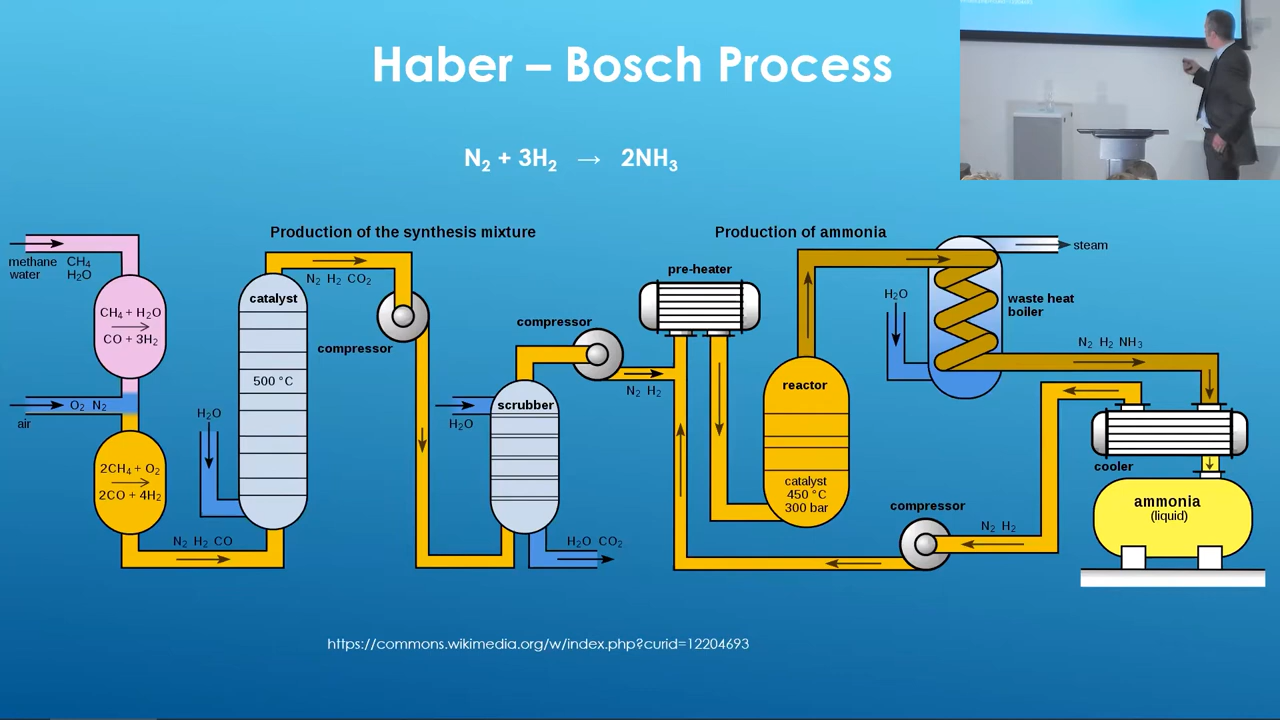 Haber – Bosch Process
N₂ + 3H₂ → 2NH₃
Production of the synthesis mixture
Production of ammonia
methane
water
CH₄
H₂O
CH₄ + H₂O
CO + 3H₂
O₂ N₂
air
2CH₄ + O₂
2CO + 4H₂
N₂ H₂ CO
H₂O
catalyst
500 °C
N₂ H₂ CO₂
compressor
H₂O
scrubber
H₂O CO₂
compressor
N₂ H₂
pre-heater
reactor
catalyst
450 °C
300 bar
H₂O
steam
waste heat
boiler
N₂ H₂ NH₃
cooler
ammonia
(liquid)
N₂ H₂
compressor
https://commons.wikimedia.org/w/index.php?curid=12204693